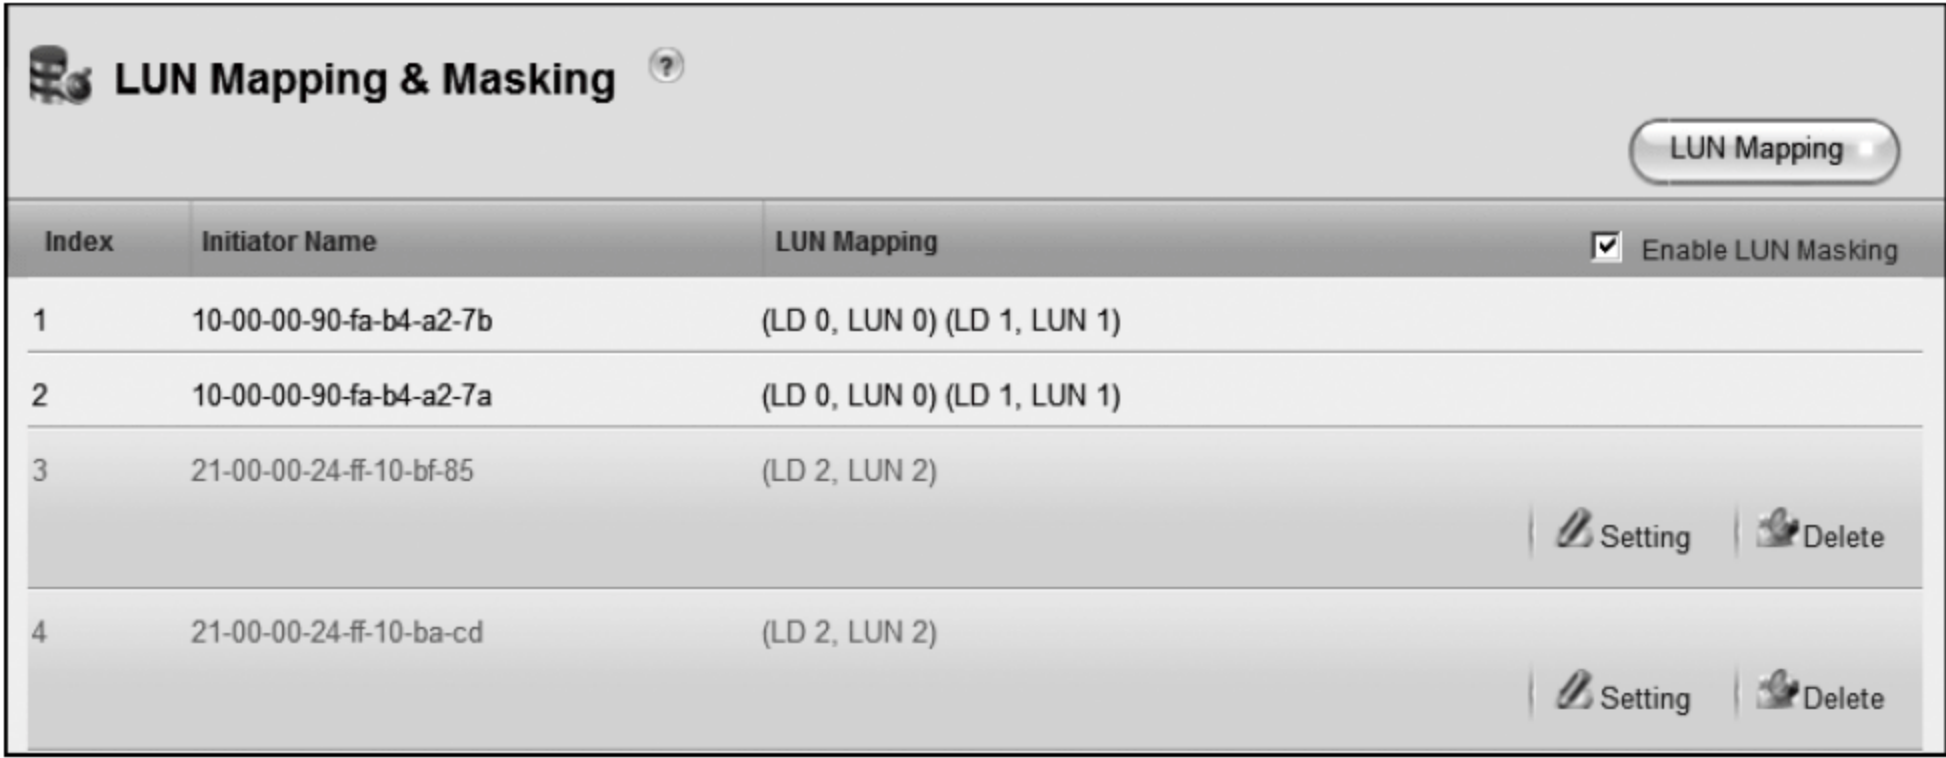 LUN Mapping & Masking ?
LUN Mapping
Index Initiator Name LUN Mapping Enable LUN Masking
1 10-00-00-90-fa-b4-a2-7b (LD 0, LUN 0) (LD 1, LUN 1)
2 10-00-00-90-fa-b4-a2-7a (LD 0, LUN 0) (LD 1, LUN 1)
3 21-00-00-24-ff-10-bf-85 (LD 2, LUN 2)
Setting Delete
4 21-00-00-24-ff-10-ba-cd (LD 2, LUN 2)
Setting Delete